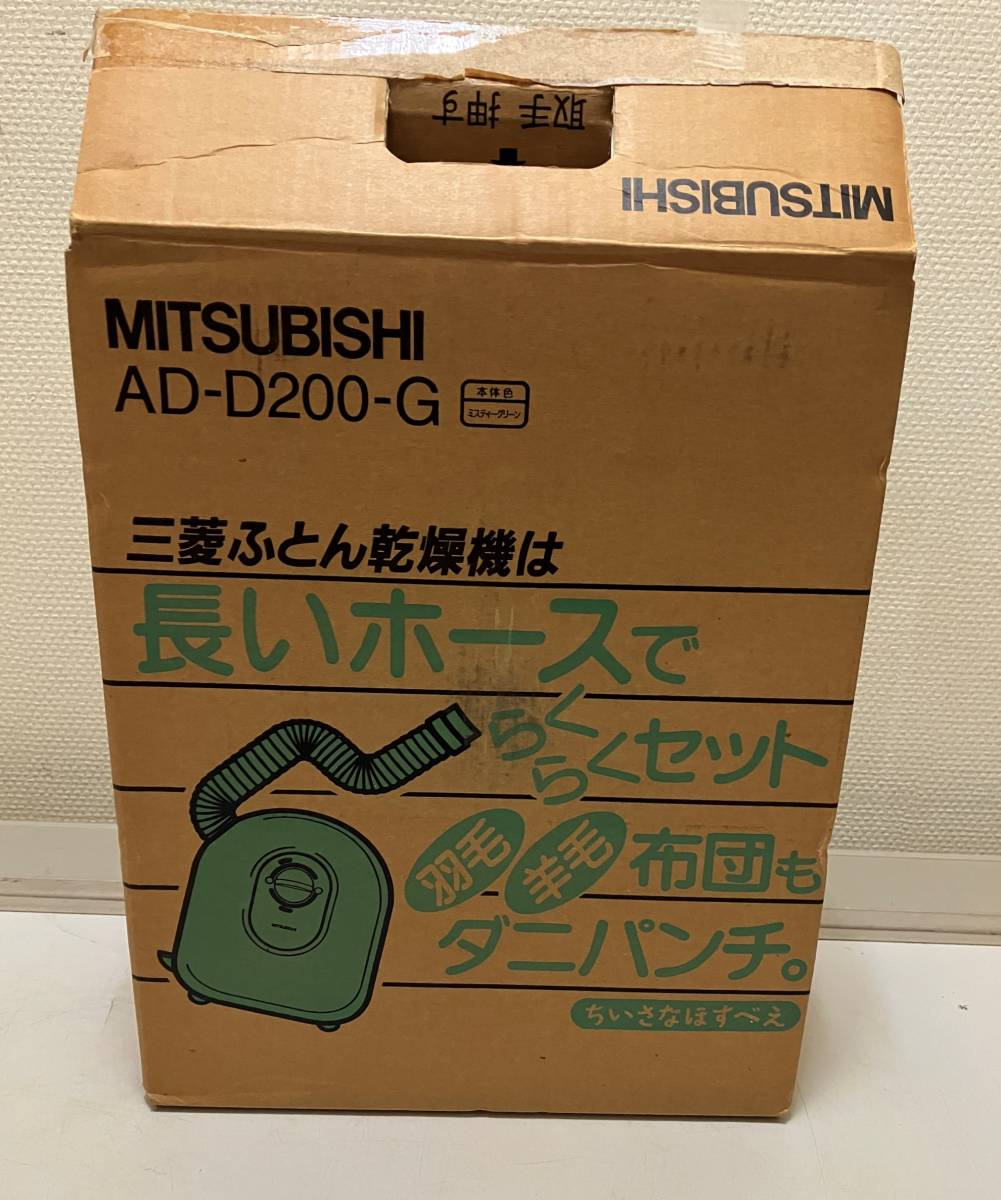 取手 押す
MITSUBISHI
MITSUBISHI
AD-D200-G
本体色
ミスティーグリーン
三菱ふとん乾燥機は
長いホースで
らくらくセット
羽毛 羊毛 布団も
ダニパンチ。
ちいさなほすべえ
MITSUBISHI